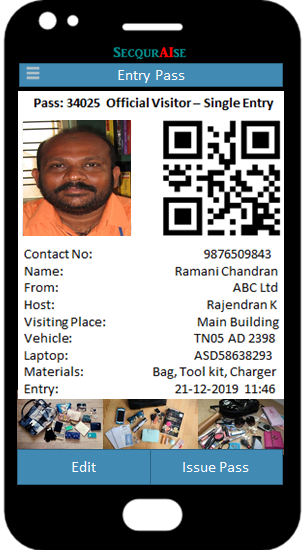 SECQURAISE
Entry Pass
Pass: 34025 Official Visitor – Single Entry
Contact No: 9876509843
Name: Ramani Chandran
From: ABC Ltd
Host: Rajendran K
Visiting Place: Main Building
Vehicle: TN05 AD 2398
Laptop: ASD58638293
Materials: Bag, Tool kit, Charger
Entry: 21-12-2019 11:46
Edit Issue Pass